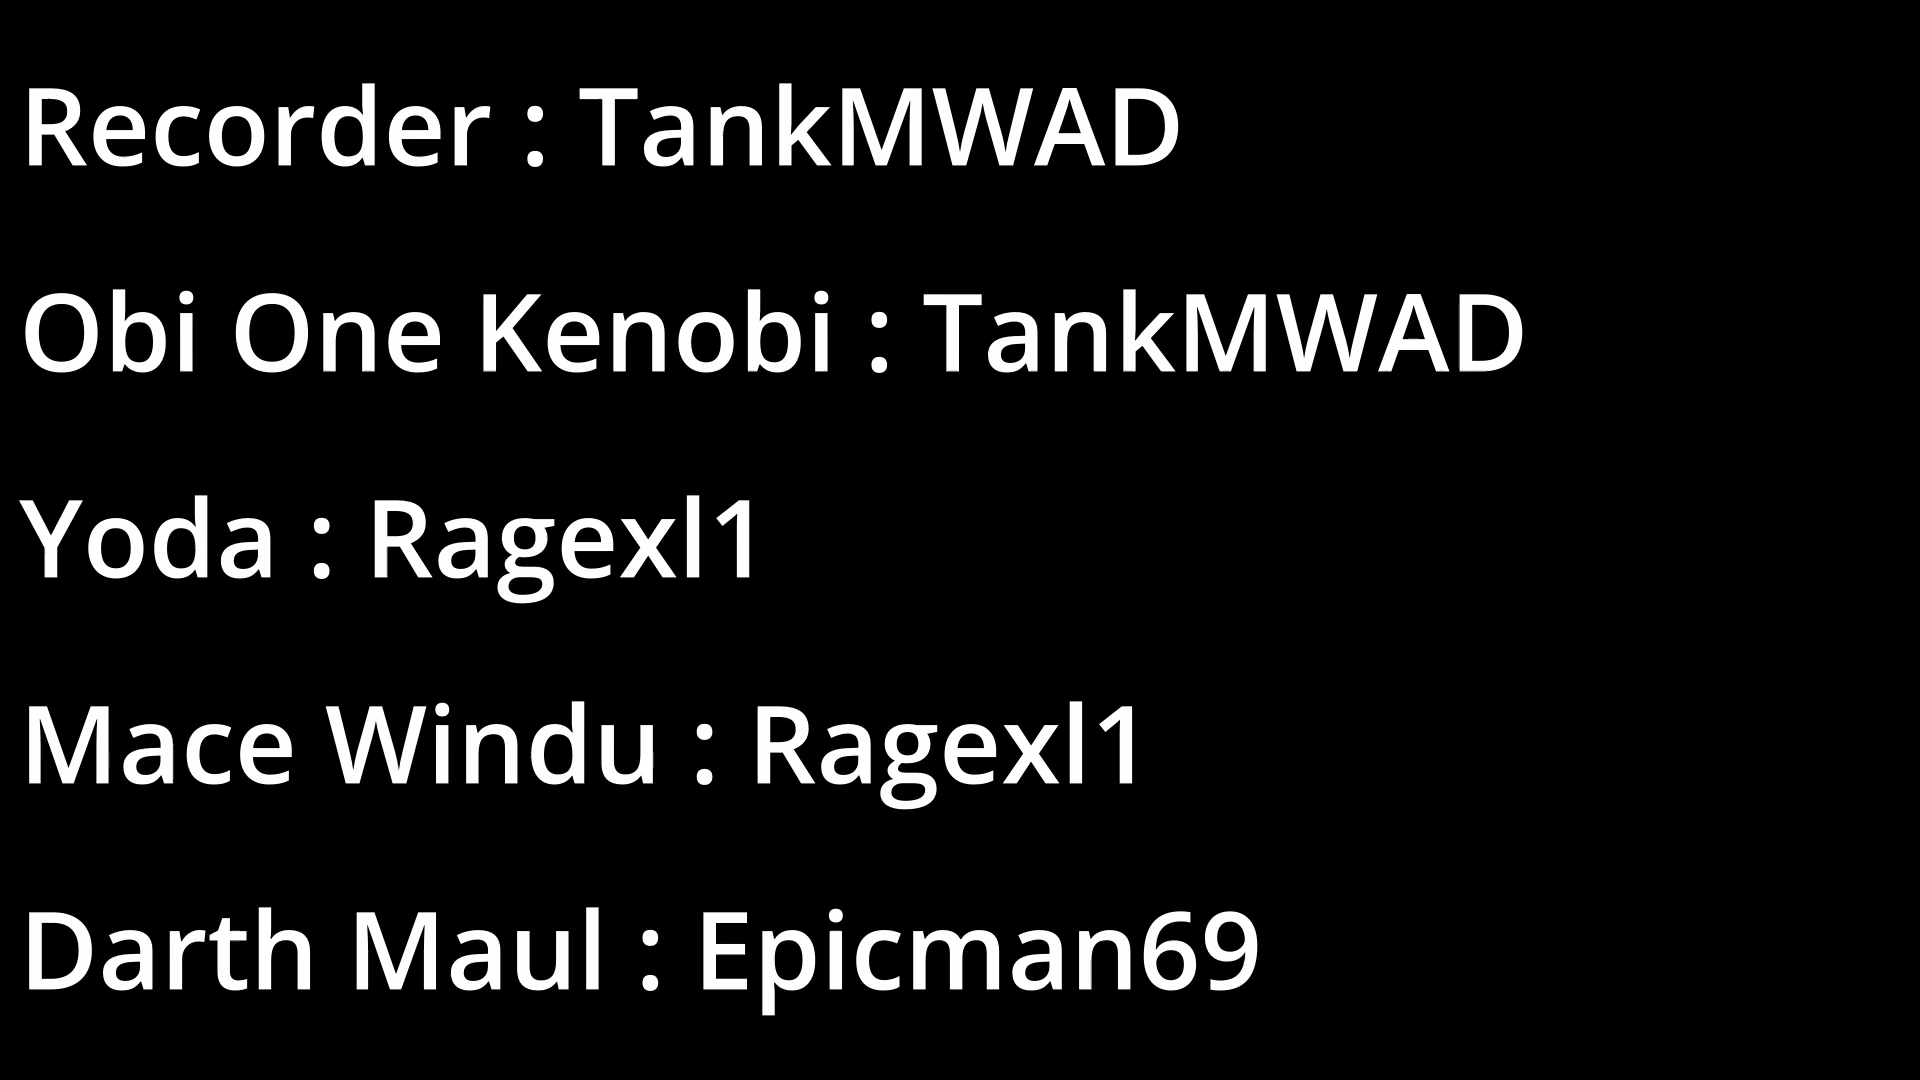 Recorder : TankMWAD
Obi One Kenobi : TankMWAD
Yoda : Ragexl1
Mace Windu : Ragexl1
Darth Maul : Epicman69